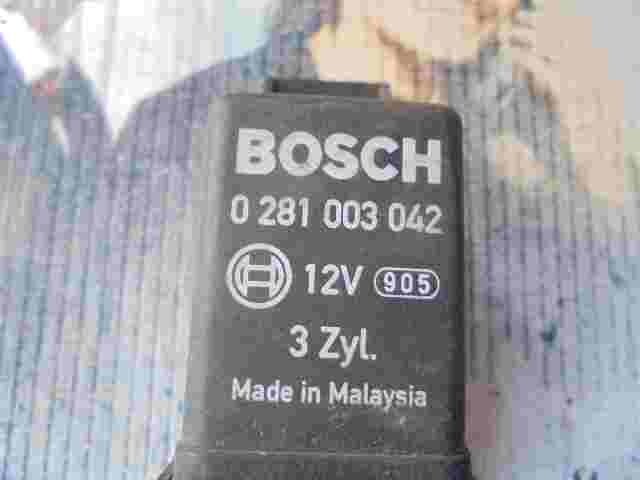 BOSCH
0 281 003 042
12V 905
3 Zyl.
Made in Malaysia